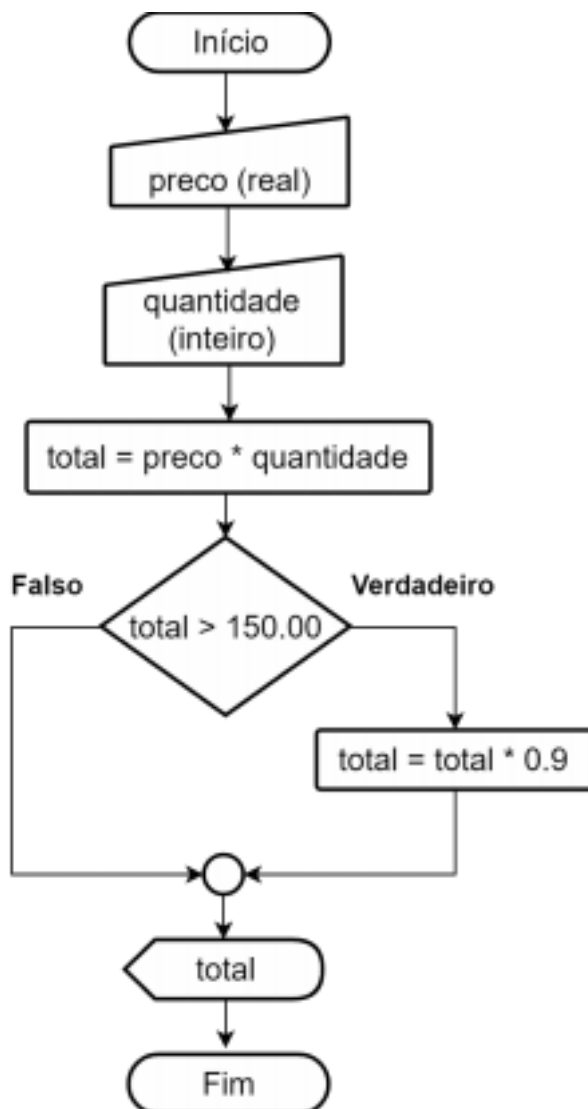 Início
preco (real)
quantidade
(inteiro)
total = preco * quantidade
Falso
Verdadeiro
total > 150.00
total = total * 0.9
total
Fim